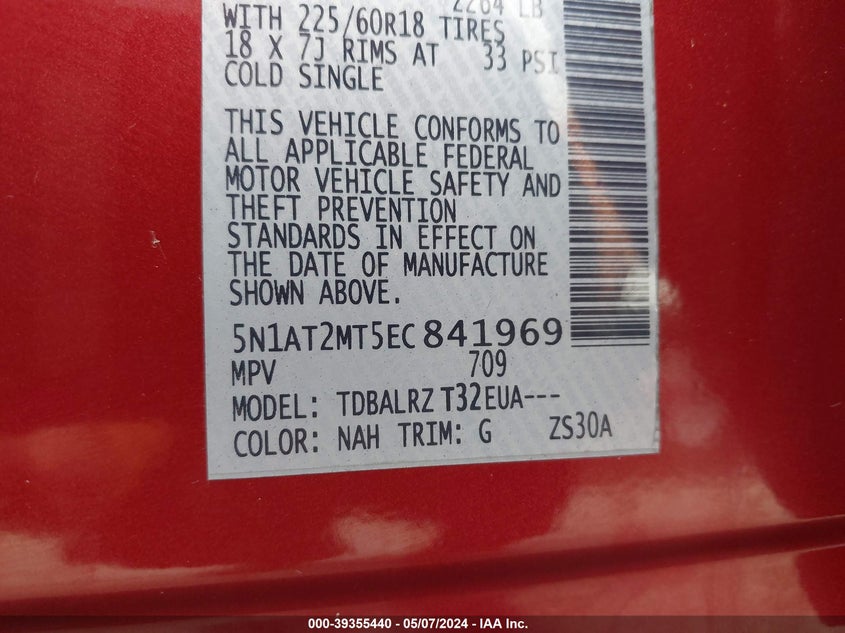 2264 LB
WITH 225/60R18 TIRES
18 X 7J RIMS AT 33 PSI
COLD SINGLE
THIS VEHICLE CONFORMS TO
ALL APPLICABLE FEDERAL
MOTOR VEHICLE SAFETY AND
THEFT PREVENTION
STANDARDS IN EFFECT ON
THE DATE OF MANUFACTURE
SHOWN ABOVE.
5N1AT2MT5EC841969
MPV 709
MODEL: TDBALRZ T32EUA---
COLOR: NAH TRIM: G ZS30A
000-39355440 - 05/07/2024 - IAA Inc.